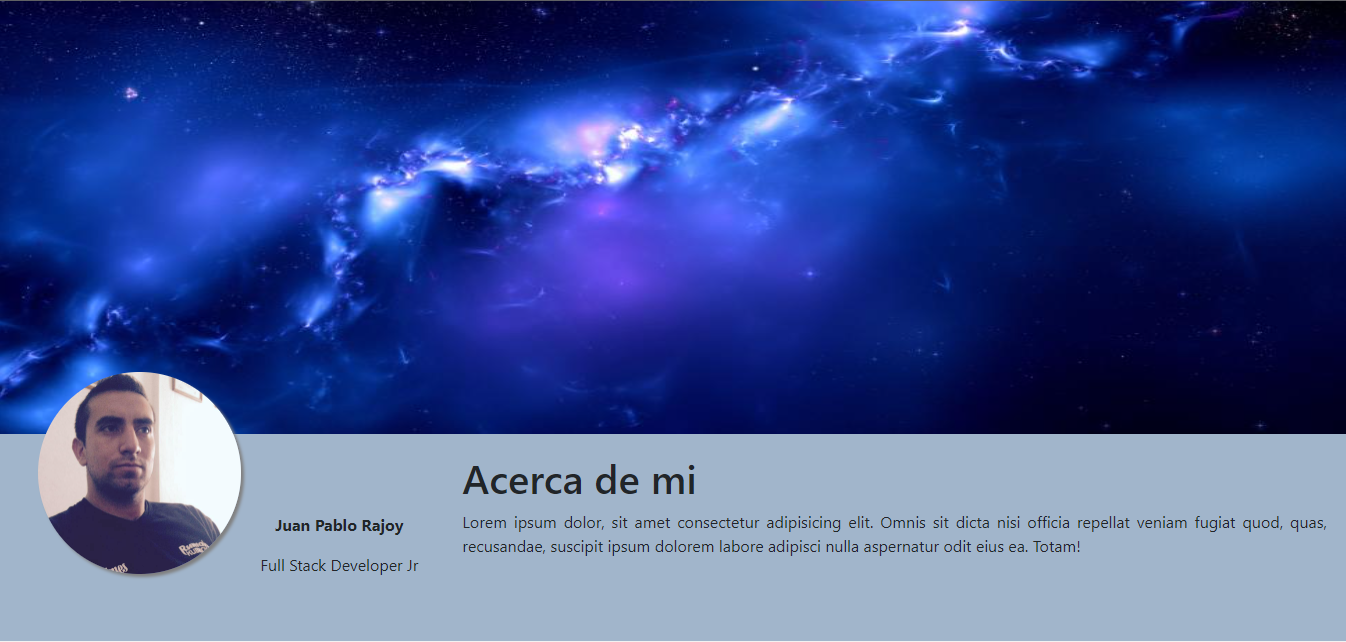 Acerca de mi
Juan Pablo Rajoy
Lorem ipsum dolor, sit amet consectetur adipisicing elit. Omnis sit dicta nisi officia repellat veniam fugiat quod, quas,
recusandae, suscipit ipsum dolorem labore adipisci nulla aspernatur odit eius ea. Totam!
Full Stack Developer Jr